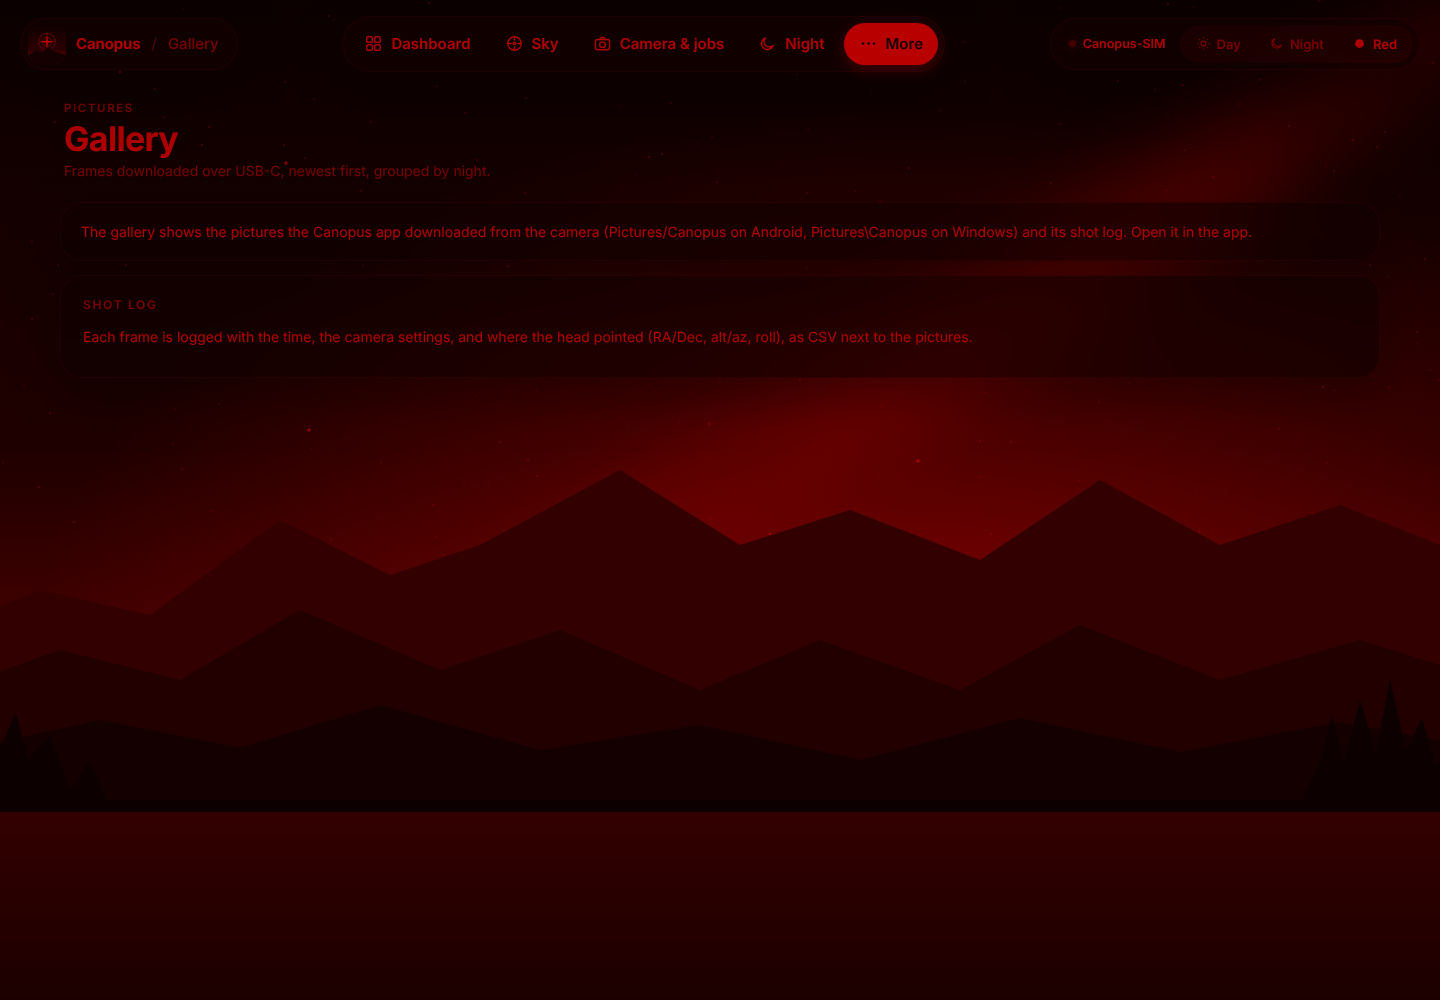 Canopus / Gallery
Dashboard
Sky
Camera & jobs
Night
··· More
Canopus-SIM
Day
Night
Red
PICTURES
Gallery
Frames downloaded over USB-C, newest first, grouped by night.
The gallery shows the pictures the Canopus app downloaded from the camera (Pictures/Canopus on Android, Pictures\Canopus on Windows) and its shot log. Open it in the app.
SHOT LOG
Each frame is logged with the time, the camera settings, and where the head pointed (RA/Dec, alt/az, roll), as CSV next to the pictures.